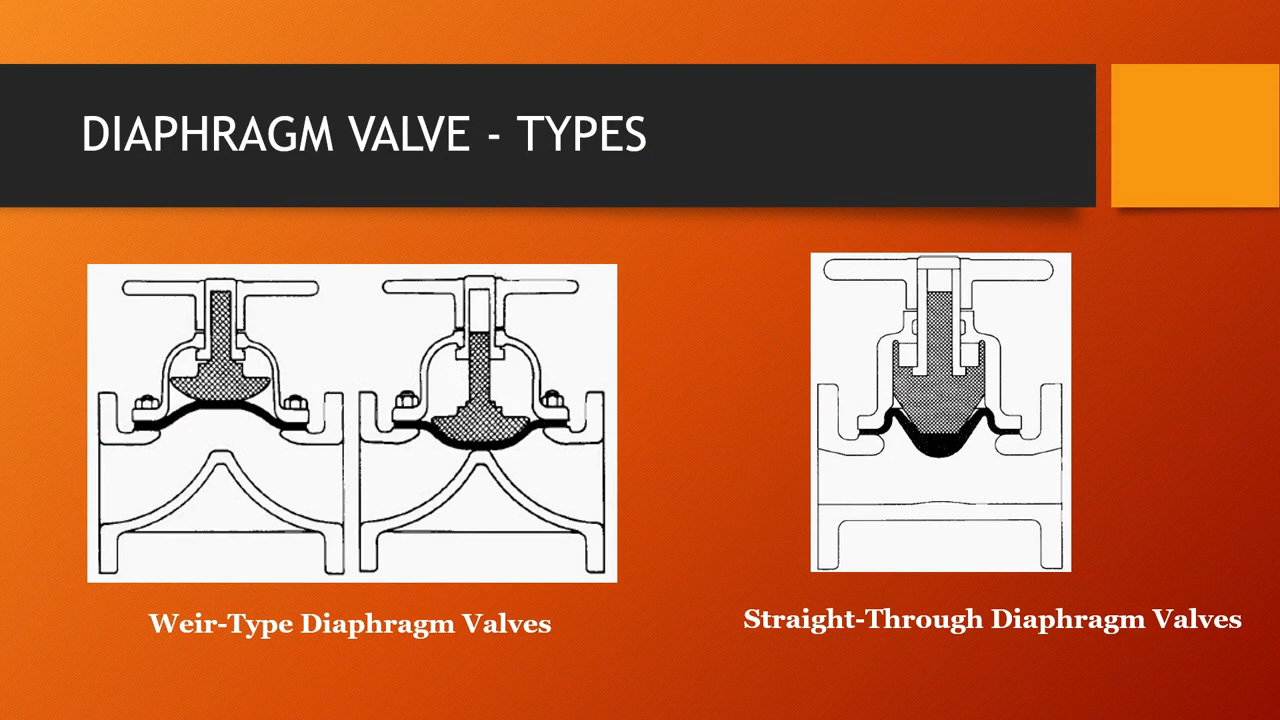 DIAPHRAGM VALVE - TYPES
Weir-Type Diaphragm Valves
Straight-Through Diaphragm Valves